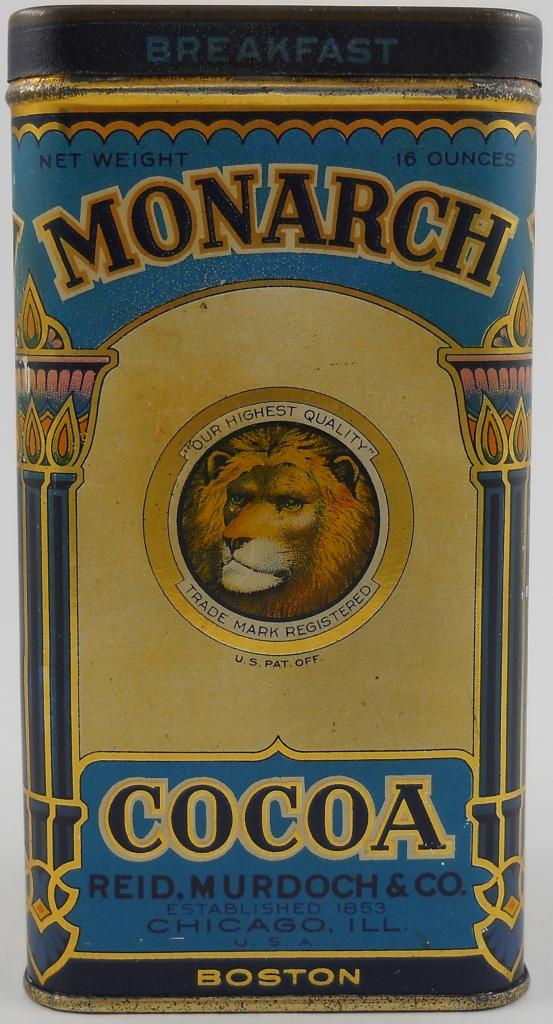 BREAKFAST
NET WEIGHT 16 OUNCES
MONARCH
"OUR HIGHEST QUALITY"
TRADE MARK REGISTERED
U.S. PAT. OFF.
COCOA
REID, MURDOCH & CO.
ESTABLISHED 1853
CHICAGO, ILL.
U.S.A.
BOSTON